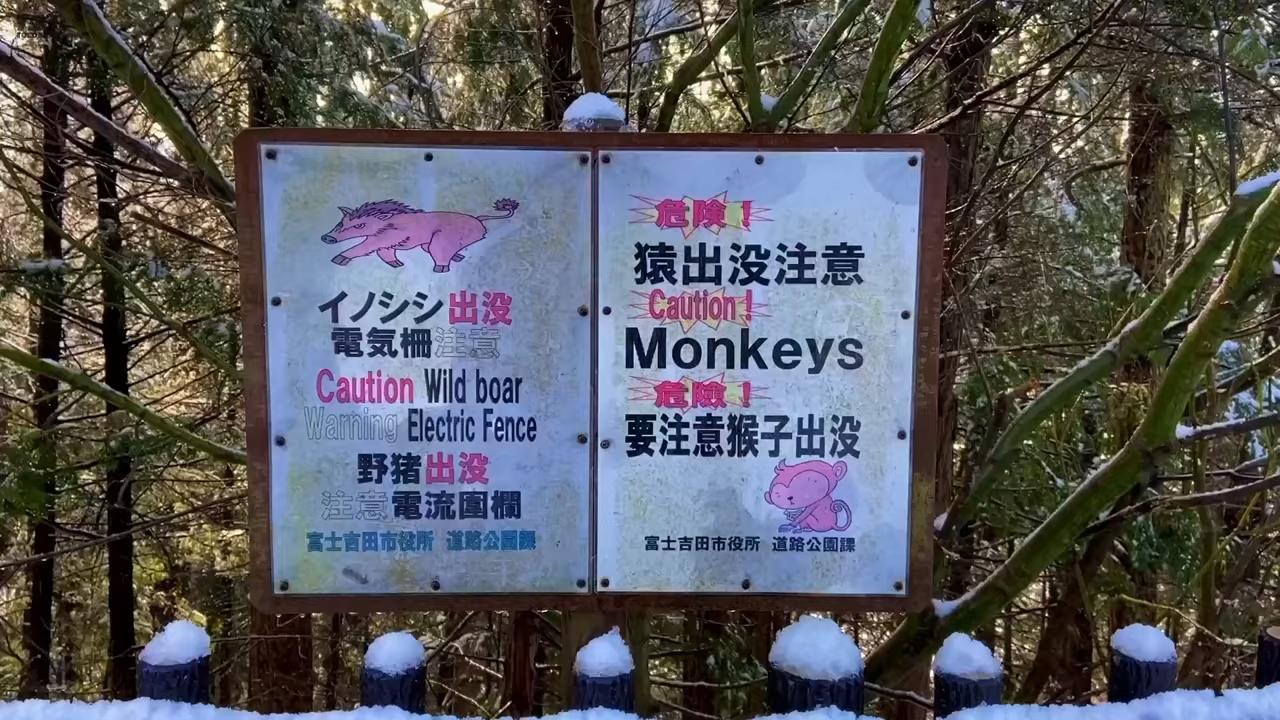 イノシシ出没
電気柵注意
Caution Wild boar
Warning Electric Fence
野猪出没
注意電流圍欄
富士吉田市役所 道路公園課
危険!
猿出没注意
Caution!
Monkeys
危險!
要注意猴子出没
富士吉田市役所 道路公園課